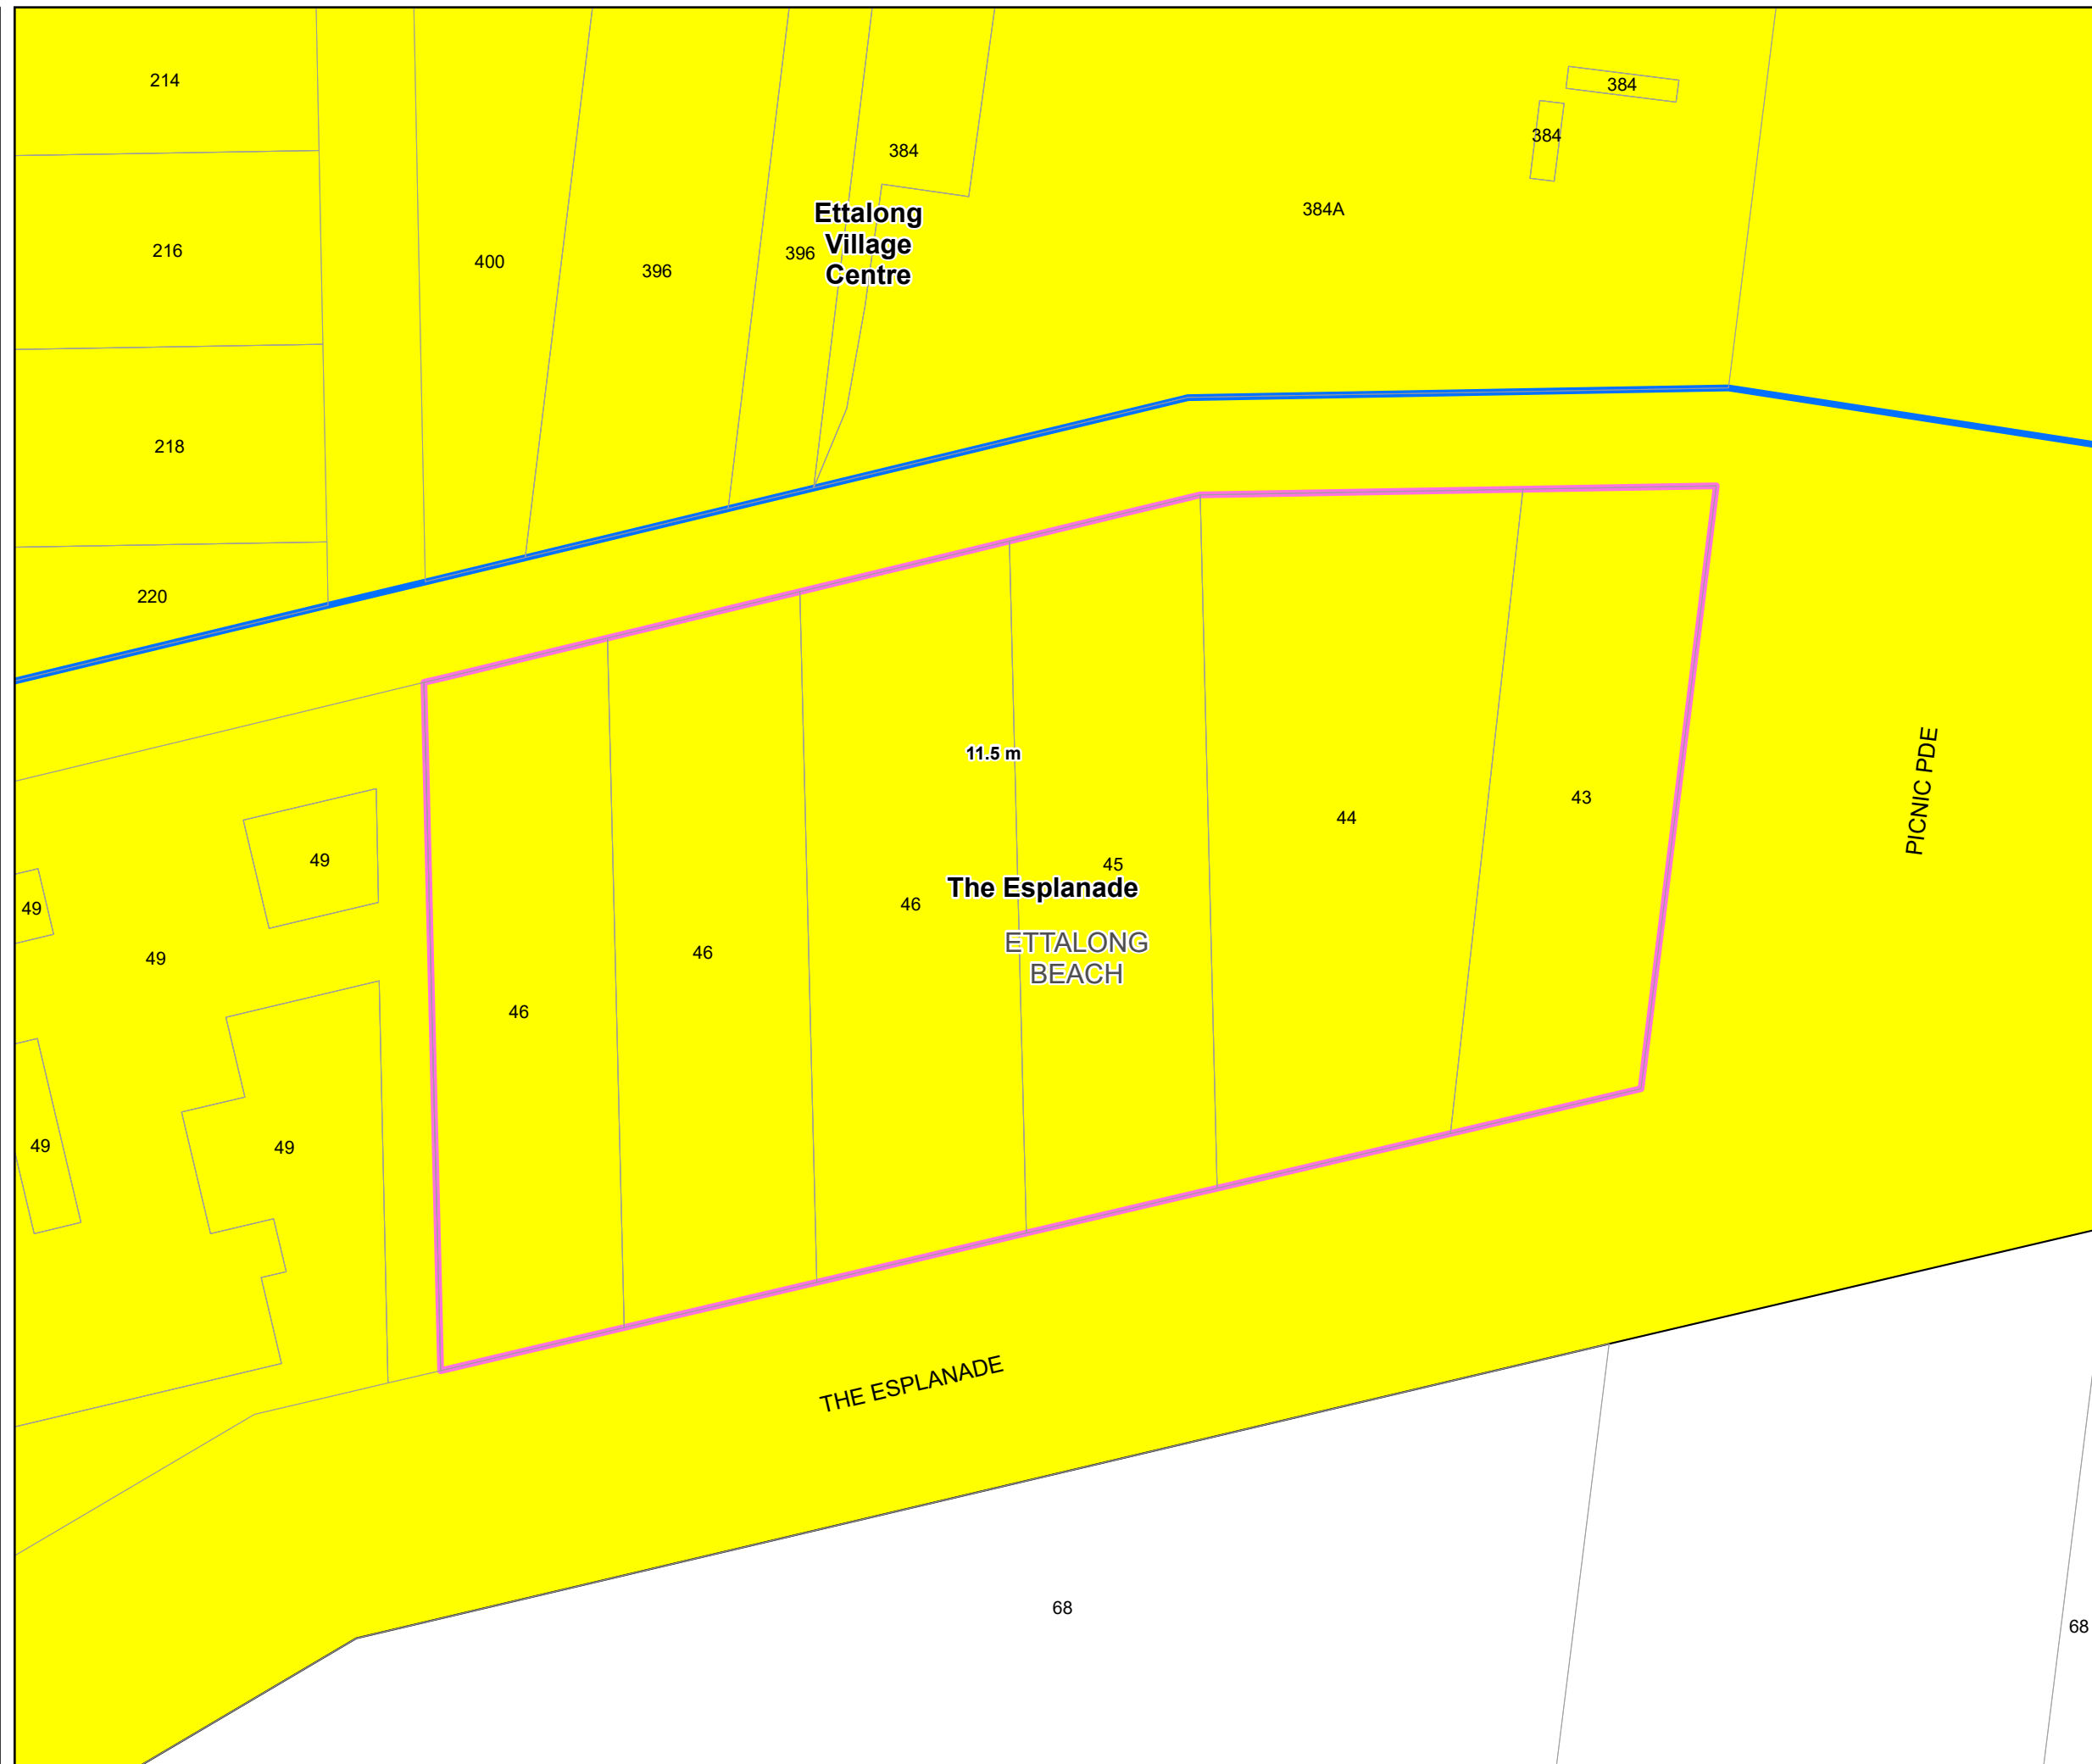 214
384
384
384
Ettalong
Village
Centre
384A
216
396
400
396
218
220
11.5 m
PICNIC PDE
43
44
49
45
The Esplanade
46
49
ETTALONG
BEACH
46
49
46
49
49
THE ESPLANADE
68
68